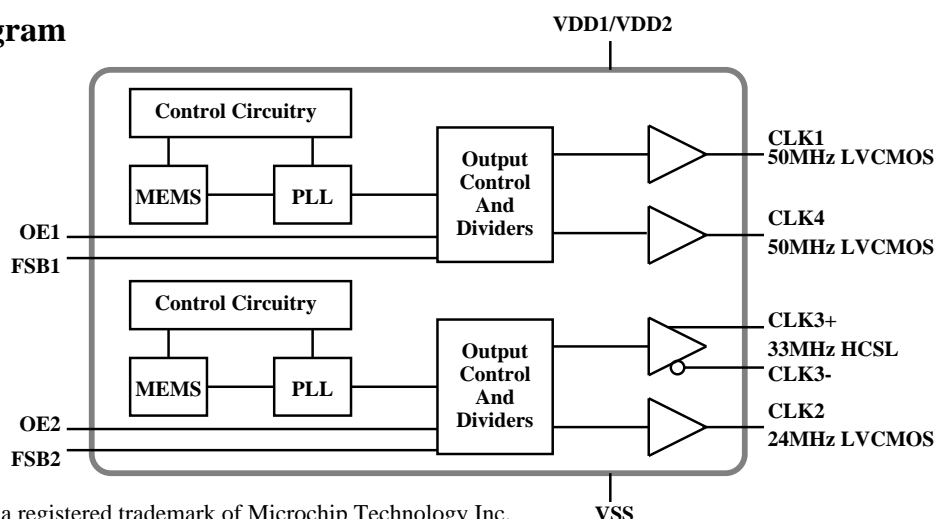 gram
VDD1/VDD2
Control Circuitry
MEMS
PLL
Output
Control
And
Dividers
CLK1
50MHz LVCMOS
CLK4
50MHz LVCMOS
OE1
FSB1
Control Circuitry
MEMS
PLL
Output
Control
And
Dividers
CLK3+
33MHz HCSL
CLK3-
CLK2
24MHz LVCMOS
OE2
FSB2
a registered trademark of Microchip Technology Inc.
VSS